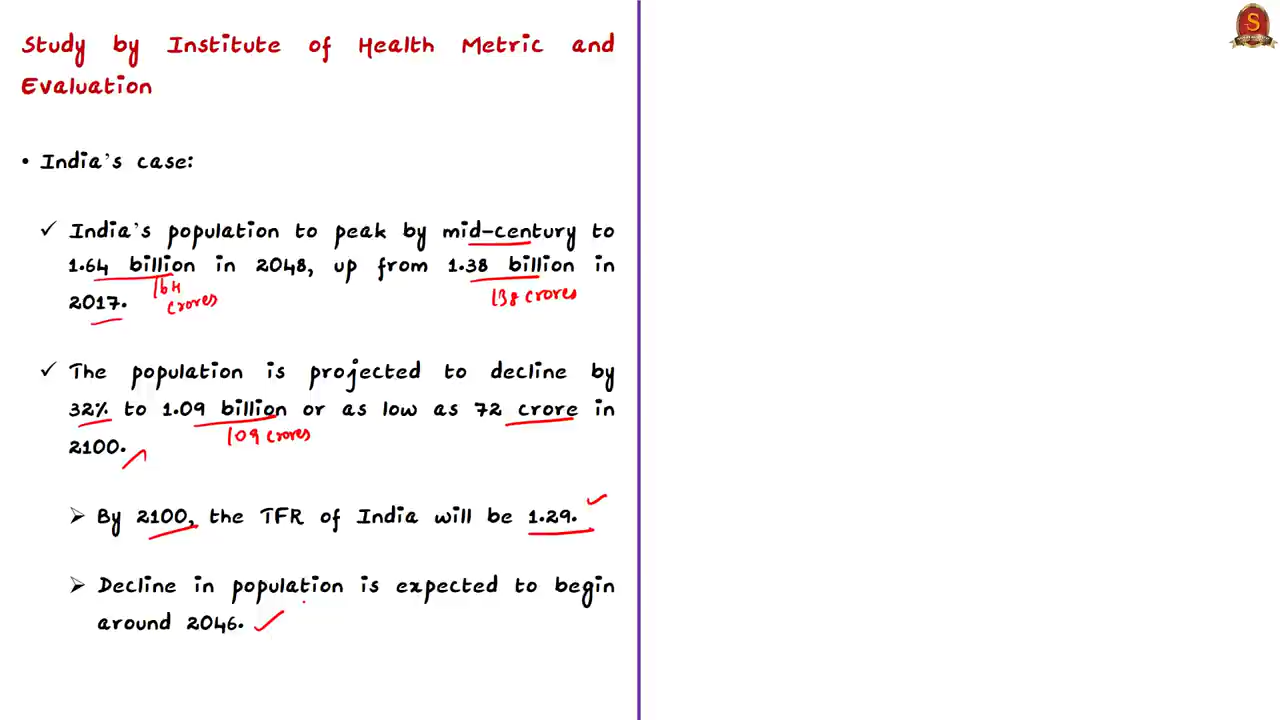 Study by Institute of Health Metric and
Evaluation
• India's case:
✓ India's population to peak by mid-century to
1.64 billion in 2048, up from 1.38 billion in
164
crores
138 crores
2017.
✓ The population is projected to decline by
32% to 1.09 billion or as low as 72 crore in
109 crores
2100.
➢ By 2100, the TFR of India will be 1.29.
➢ Decline in population is expected to begin
around 2046.
S